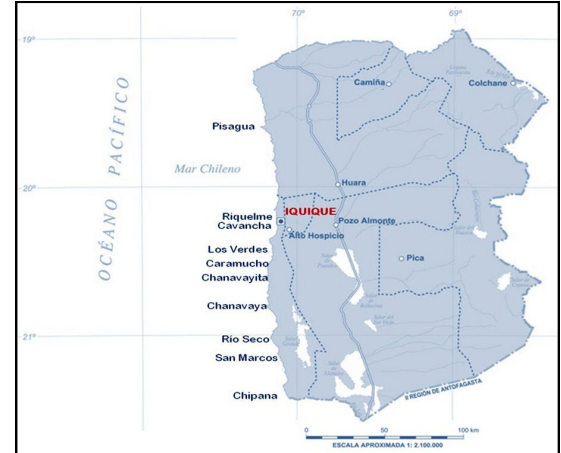 70°
69°
19°
Camiña
Colchane
Pisagua
OCÉANO PACÍFICO
Mar Chileno
20°
Huara
IQUIQUE
Riquelme
Cavancha
Pozo Almonte
Alto Hospicio
Los Verdes
Caramucho
Pica
Chanavayita
Chanavaya
21°
Río Seco
San Marcos
Chipana
II REGIÓN DE ANTOFAGASTA
0 50 100 km
ESCALA APROXIMADA 1: 2.100.000